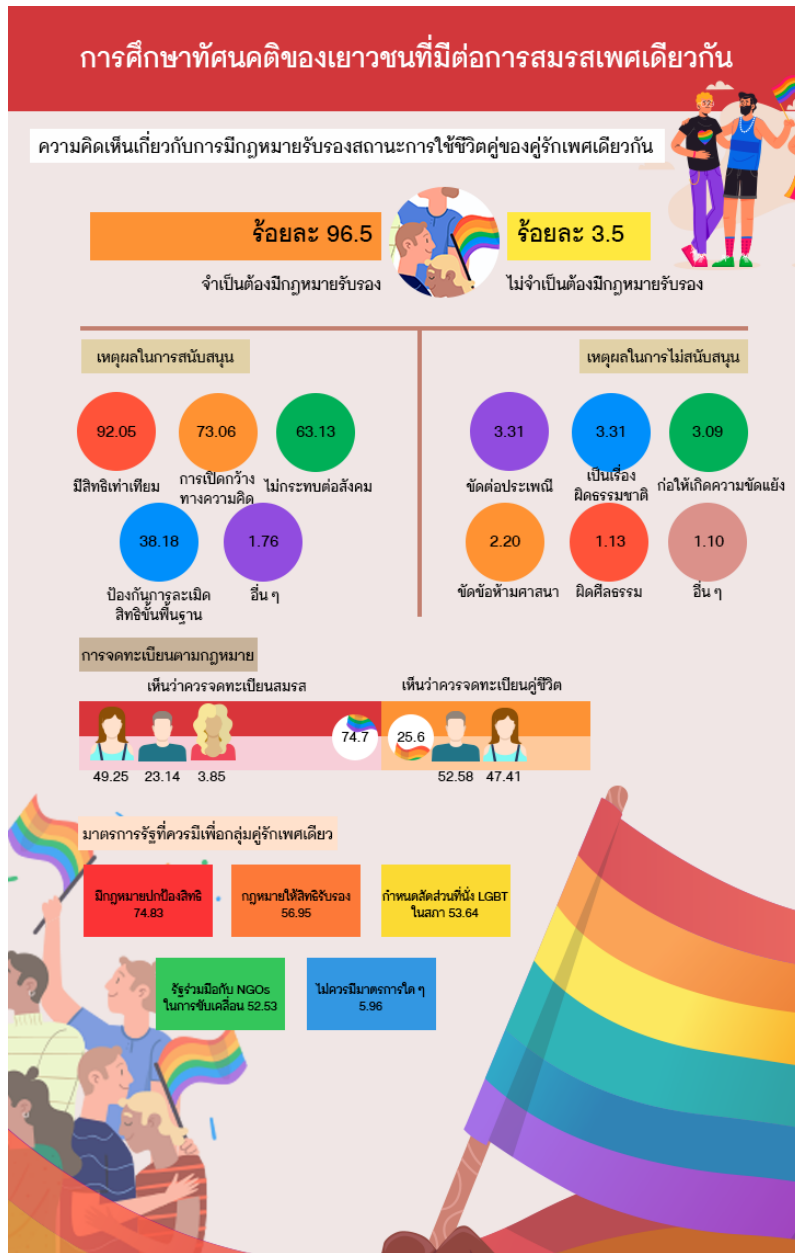 การศึกษาทัศนคติของเยาวชนที่มีต่อการสมรสเพศเดียวกัน
ความคิดเห็นเกี่ยวกับการมีกฎหมายรับรองสถานะการใช้ชีวิตคู่ของคู่รักเพศเดียวกัน
ร้อยละ 96.5
ร้อยละ 3.5
จำเป็นต้องมีกฎหมายรับรอง
ไม่จำเป็นต้องมีกฎหมายรับรอง
เหตุผลในการสนับสนุน
92.05
73.06
63.13
มีสิทธิเท่าเทียม
การเปิดกว้าง
ทางความคิด
ไม่กระทบต่อสังคม
38.18
1.76
ป้องกันการละเมิด
สิทธิขั้นพื้นฐาน
อื่น ๆ
เหตุผลในการไม่สนับสนุน
3.31
3.31
3.09
ขัดต่อประเพณี
เป็นเรื่อง
ผิดธรรมชาติ
ก่อให้เกิดความขัดแย้ง
2.20
1.13
1.10
ขัดข้อห้ามศาสนา
ผิดศีลธรรม
อื่น ๆ
การจดทะเบียนตามกฎหมาย
เห็นว่าควรจดทะเบียนสมรส
เห็นว่าควรจดทะเบียนคู่ชีวิต
74.7
25.6
49.25
23.14
3.85
52.58
47.41
มาตรการรัฐที่ควรมีเพื่อกลุ่มคู่รักเพศเดียว
มีกฎหมายปกป้องสิทธิ
74.83
กฎหมายให้สิทธิรับรอง
56.95
กำหนดสัดส่วนที่นั่ง LGBT
ในสภา 53.64
รัฐร่วมมือกับ NGOs
ในการขับเคลื่อน 52.53
ไม่ควรมีมาตรการใด ๆ
5.96